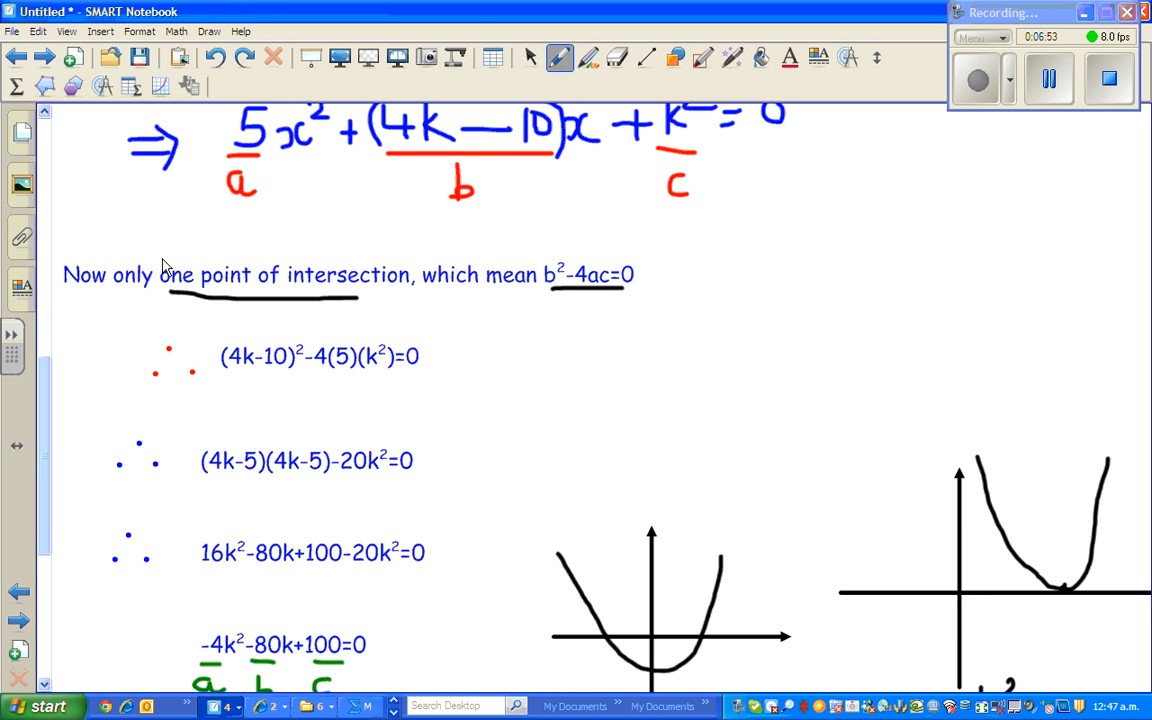 Untitled * - SMART Notebook
Recording...
File Edit View Insert Format Math Draw Help
Menu 0:06:53 8.0 fps
⇒ 5x² + (4k — 10)x + k² = 0
a b c
Now only one point of intersection, which mean b²-4ac=0
∴ (4k-10)²-4(5)(k²)=0
∴ (4k-5)(4k-5)-20k²=0
∴ 16k²-80k+100-20k²=0
-4k²-80k+100=0
a b c
start 4 2 6 M Search Desktop My Documents My Documents 12:47 a.m.